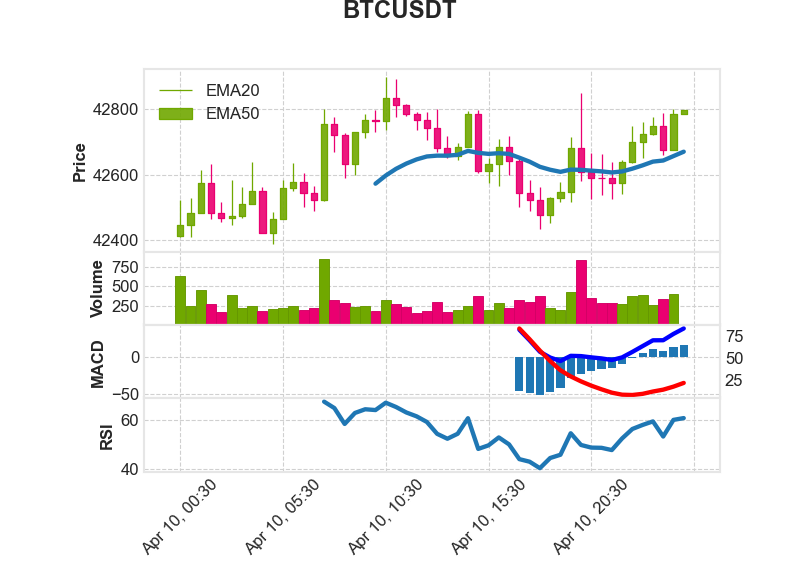 BTCUSDT
EMA20
EMA50
Price
42800
42600
42400
Volume
750
500
250
MACD
0
−50
75
50
25
RSI
60
40
Apr 10, 00:30
Apr 10, 05:30
Apr 10, 10:30
Apr 10, 15:30
Apr 10, 20:30